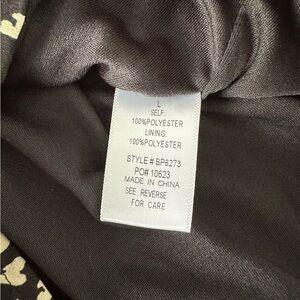 L
SELF:
100%POLYESTER
LINING:
100%POLYESTER
STYLE # BP6273
PO# 10623
MADE IN CHINA
SEE REVERSE
FOR CARE